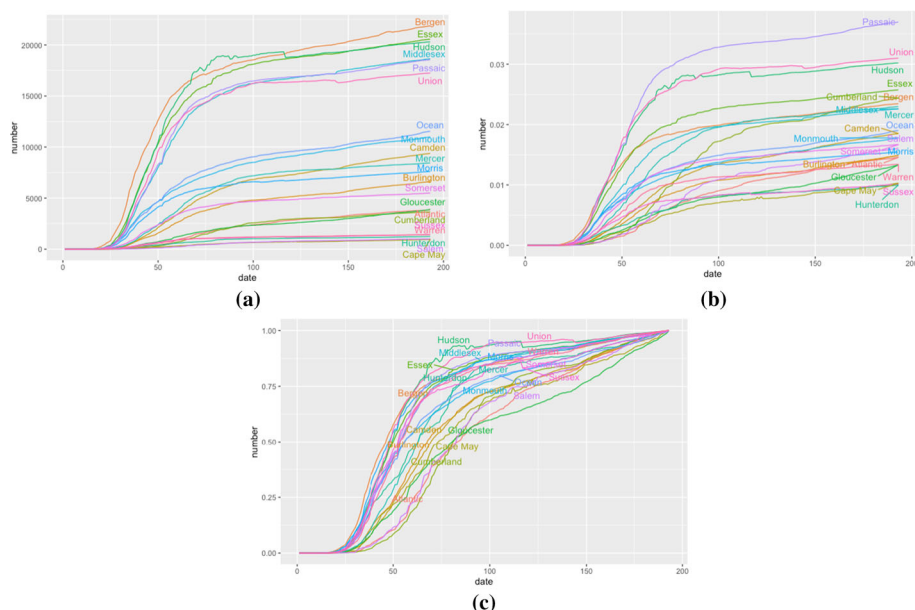 Bergen
20000
Essex
Hudson
Middlesex
Passaic
Union
15000
number
Ocean
Monmouth
10000
Camden
Mercer
Morris
Burlington
5000
Somerset
Gloucester
Atlantic
Cumberland
Sussex
Warren
0
Hunterdon
Salem
Cape May
0 50 100 150 200
date
(a)
Passaic
Union
0.03
Hudson
Essex
Cumberland Bergen
Middlesex
Mercer
0.02
number
Ocean
Camden
Monmouth Salem
Somerset Morris
Burlington Atlantic
Gloucester Warren
0.01
Cape May Sussex
Hunterdon
0.00
0 50 100 150 200
date
(b)
1.00
Hudson Union
Passaic
Middlesex Morris Warren
Essex Mercer Somerset
0.75
Hunterdon Sussex
Bergen Monmouth Ocean
Salem
number
0.50
Camden Gloucester
Burlington Cape May
Cumberland
0.25
Atlantic
0.00
0 50 100 150 200
date
(c)